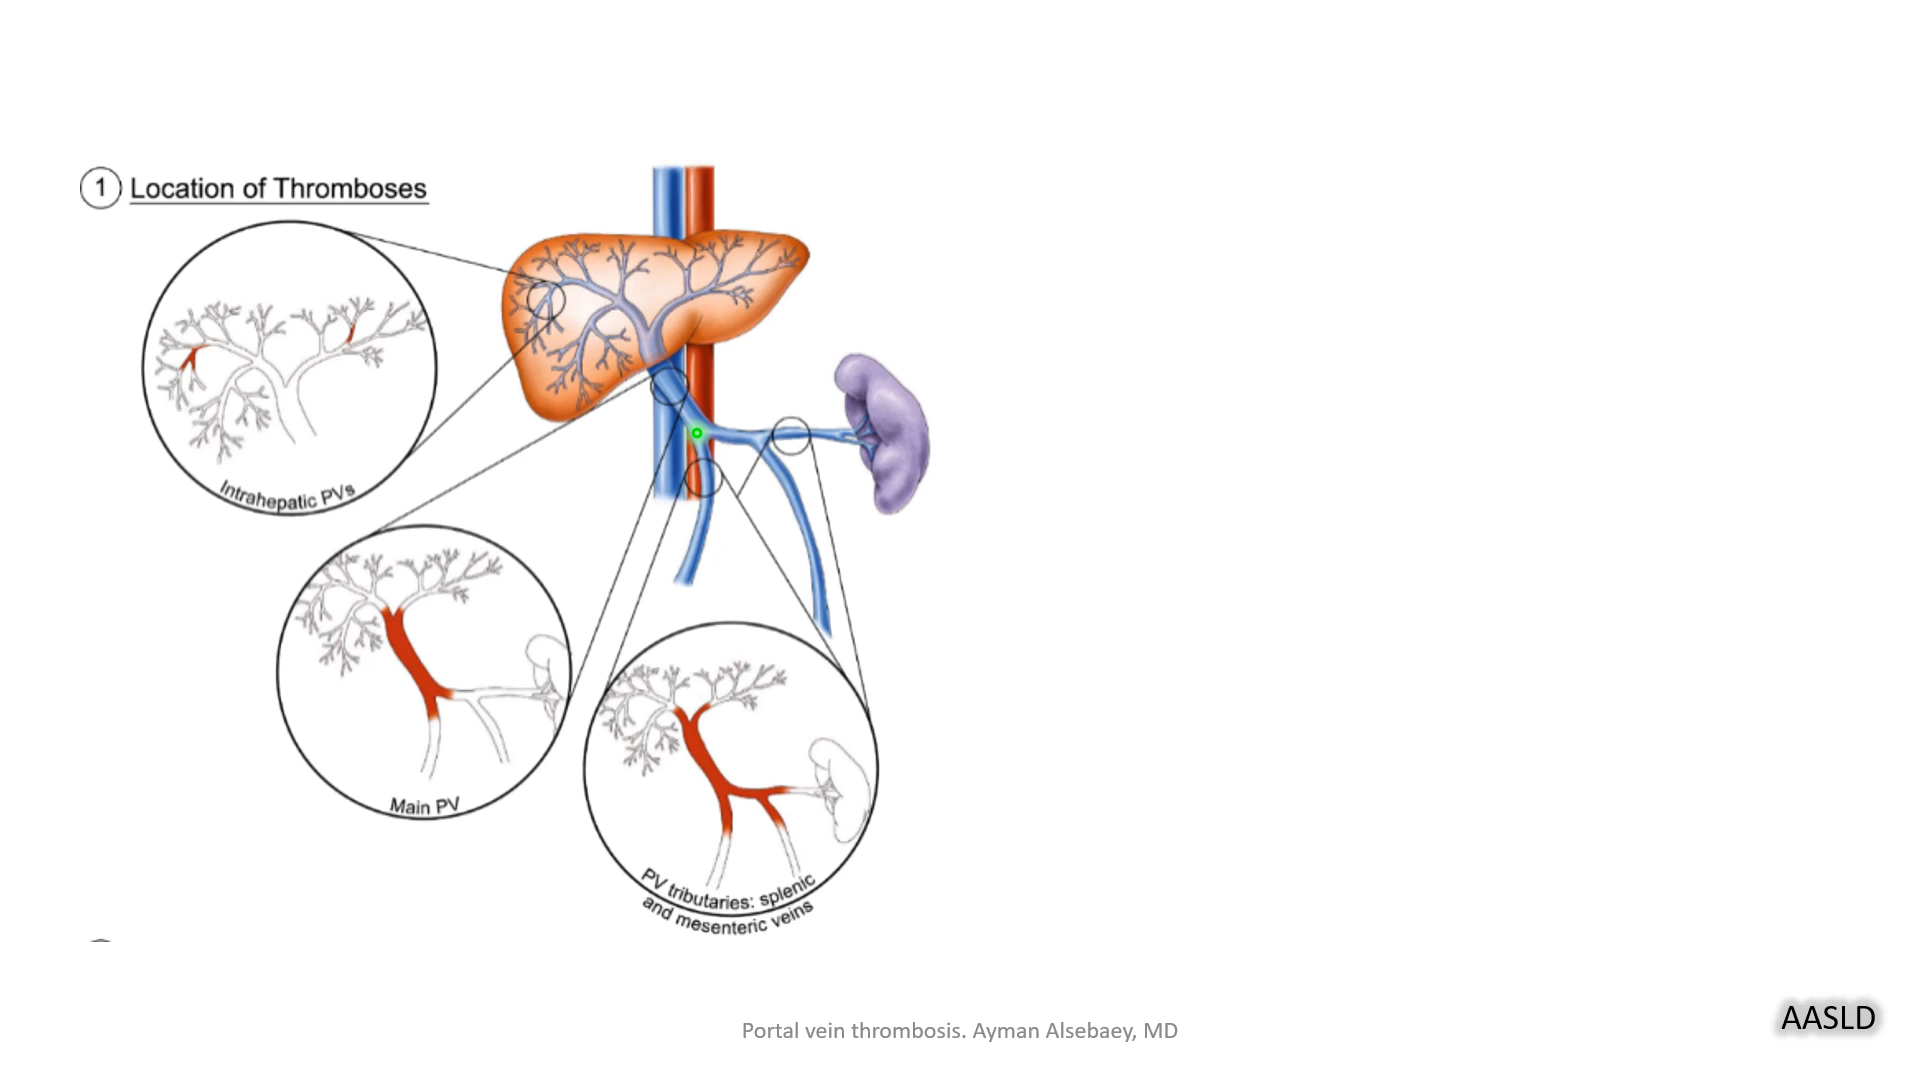 1 Location of Thromboses
Intrahepatic PVs
Main PV
PV tributaries: splenic
and mesenteric veins
Portal vein thrombosis. Ayman Alsebaey, MD
AASLD